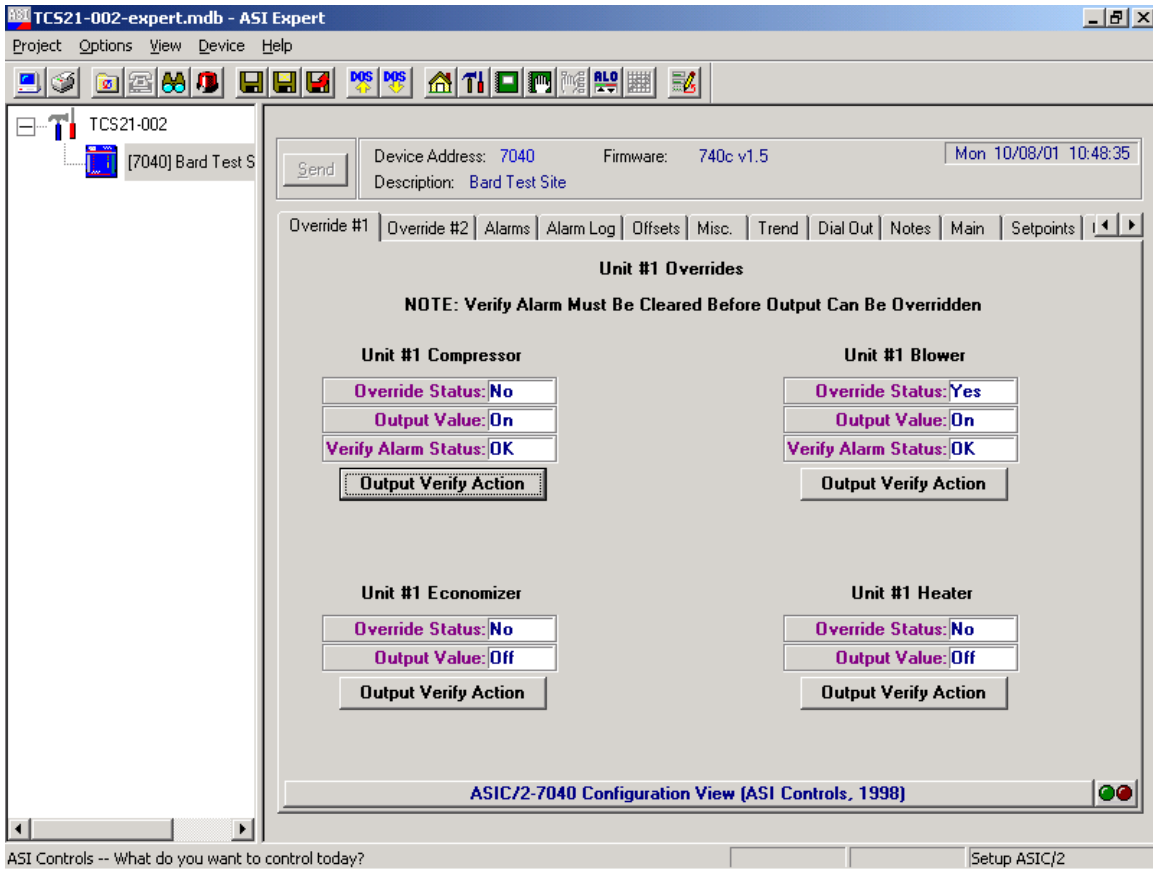 TCS21-002-expert.mdb - ASI Expert
Project Options View Device Help
DOS DOS
TCS21-002
[7040] Bard Test S
Send
Device Address: 7040 Firmware: 740c v1.5 Mon 10/08/01 10:48:35
Description: Bard Test Site
Override #1 Override #2 Alarms Alarm Log Offsets Misc. Trend Dial Out Notes Main Setpoints
Unit #1 Overrides
NOTE: Verify Alarm Must Be Cleared Before Output Can Be Overridden
Unit #1 Compressor Unit #1 Blower
Override Status: No Override Status: Yes
Output Value: On Output Value: On
Verify Alarm Status: OK Verify Alarm Status: OK
Output Verify Action Output Verify Action
Unit #1 Economizer Unit #1 Heater
Override Status: No Override Status: No
Output Value: Off Output Value: Off
Output Verify Action Output Verify Action
ASIC/2-7040 Configuration View (ASI Controls, 1998)
ASI Controls -- What do you want to control today? Setup ASIC/2